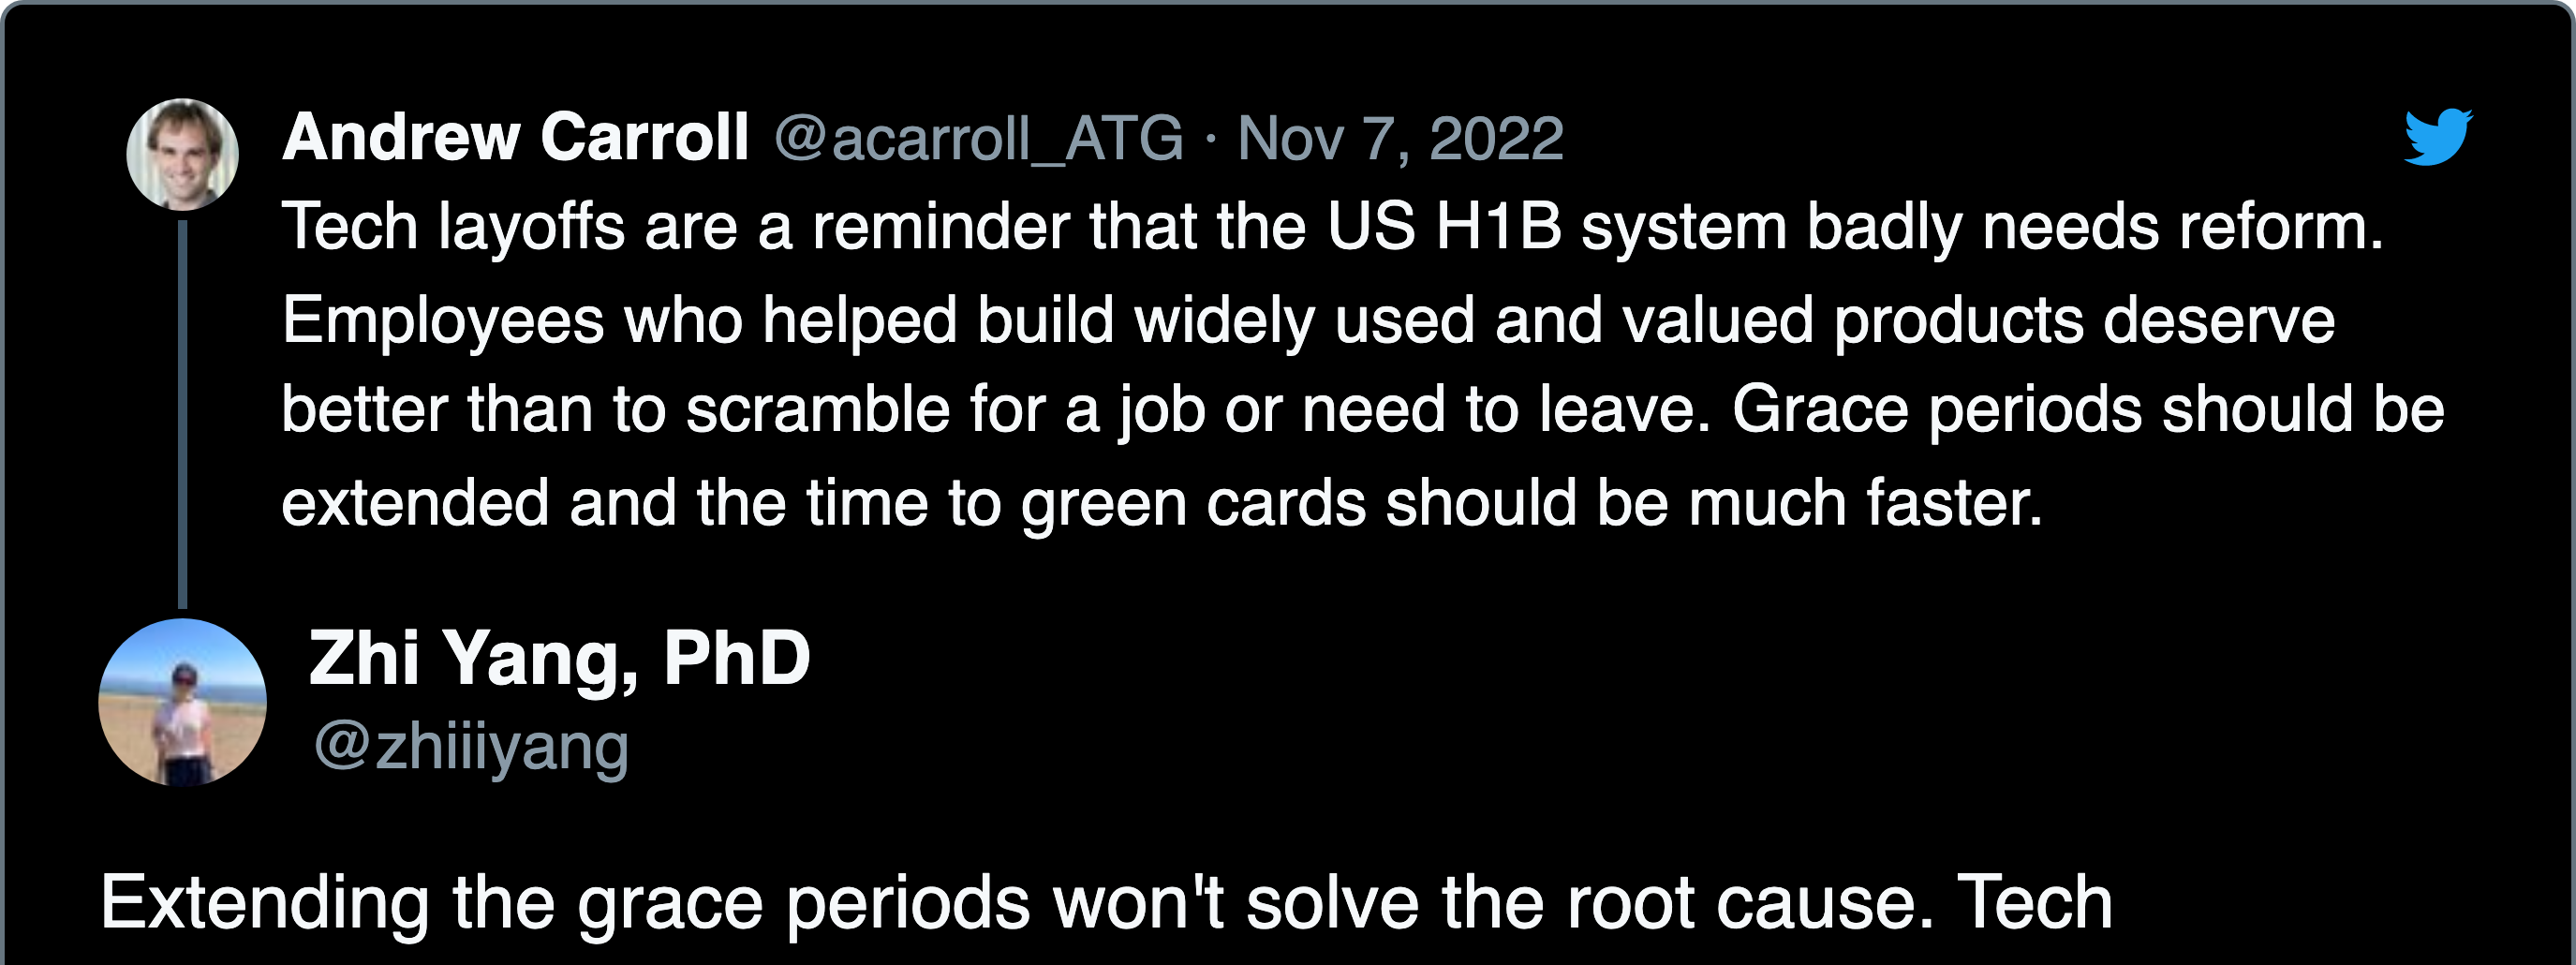 Andrew Carroll @acarroll_ATG · Nov 7, 2022
Tech layoffs are a reminder that the US H1B system badly needs reform.
Employees who helped build widely used and valued products deserve
better than to scramble for a job or need to leave. Grace periods should be
extended and the time to green cards should be much faster.
Zhi Yang, PhD
@zhiiiyang
Extending the grace periods won't solve the root cause. Tech